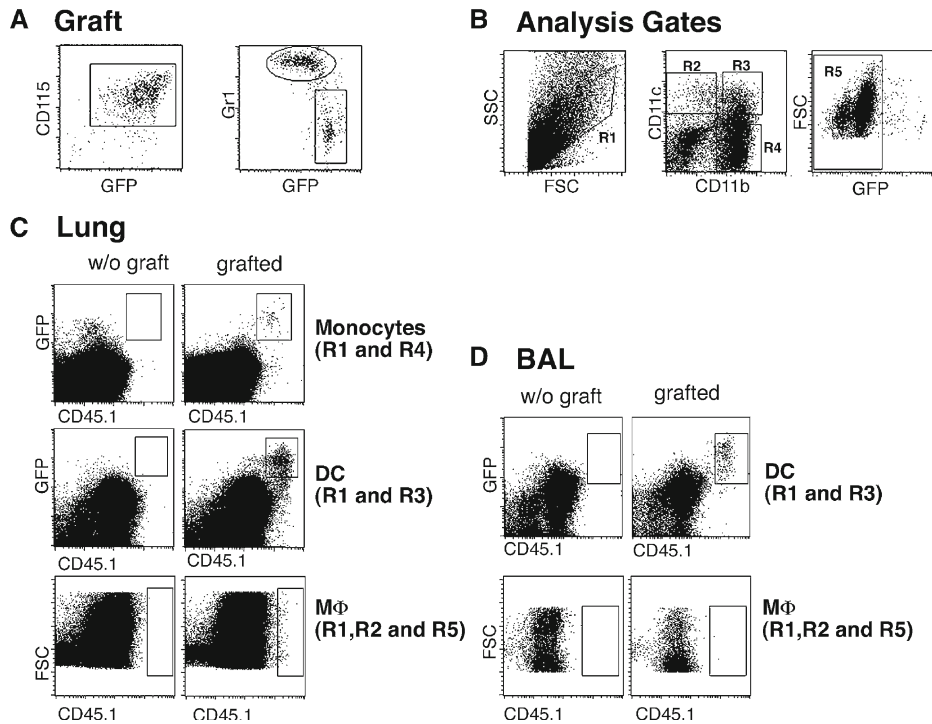 A Graft
CD115
GFP
Gr1
GFP
B Analysis Gates
SSC
R1
FSC
CD11c
R2
R3
R4
CD11b
FSC
R5
GFP
C Lung
w/o graft
grafted
GFP
CD45.1
CD45.1
Monocytes
(R1 and R4)
GFP
CD45.1
CD45.1
DC
(R1 and R3)
FSC
CD45.1
CD45.1
MΦ
(R1,R2 and R5)
D BAL
w/o graft
grafted
GFP
CD45.1
CD45.1
DC
(R1 and R3)
FSC
CD45.1
CD45.1
MΦ
(R1,R2 and R5)